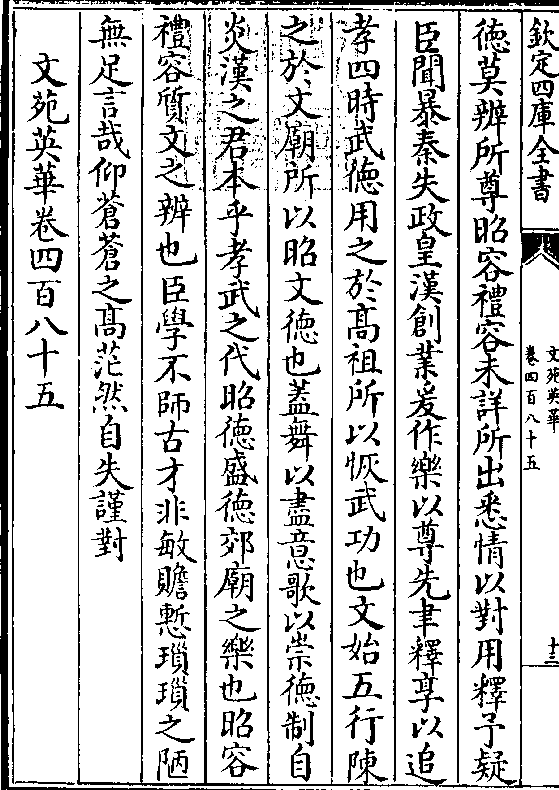 欽定四庫全書
文苑英華
卷四百八十五
十三
德莫辨所尊昭容禮容未詳所出悉情以對用釋予疑
臣聞暴秦失政皇漢創業爰作樂以尊先聿釋享以追
孝四時武德用之於髙祖所以恢武功也文始五行陳
之於文廟所以昭文德也葢舞以盡意歌以崇德制自
炎漢之君本乎孝武之代昭德盛德郊廟之樂也昭容
禮容質文之辨也臣學不師古才非敏贍慙瑣瑣之陋
無足言哉仰蒼蒼之髙茫然自失謹對
文苑英華卷四百八十五